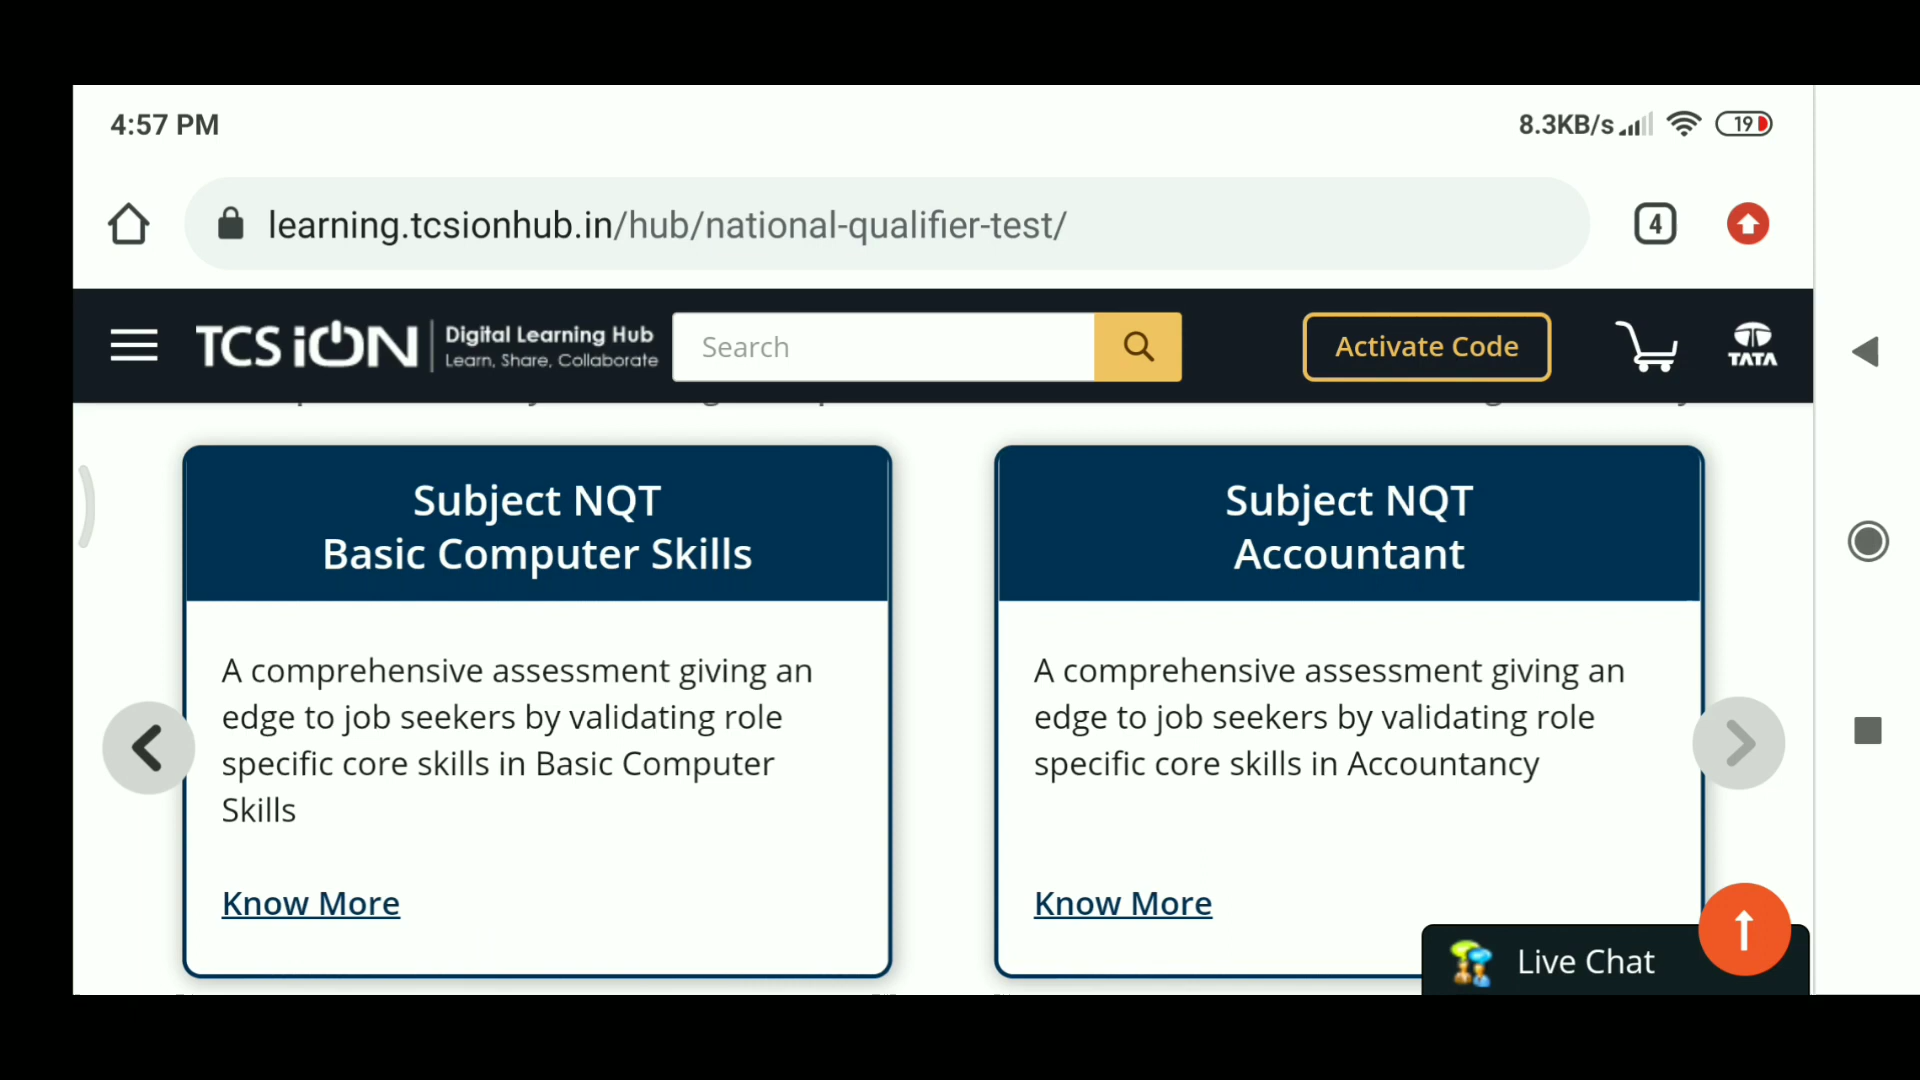 4:57 PM
8.3KB/s
19
learning.tcsionhub.in/hub/national-qualifier-test/
4
TCS iON
Digital Learning Hub
Learn, Share, Collaborate
Search
Activate Code
TATA
Subject NQT
Basic Computer Skills
A comprehensive assessment giving an
edge to job seekers by validating role
specific core skills in Basic Computer
Skills
Know More
Subject NQT
Accountant
A comprehensive assessment giving an
edge to job seekers by validating role
specific core skills in Accountancy
Know More
Live Chat